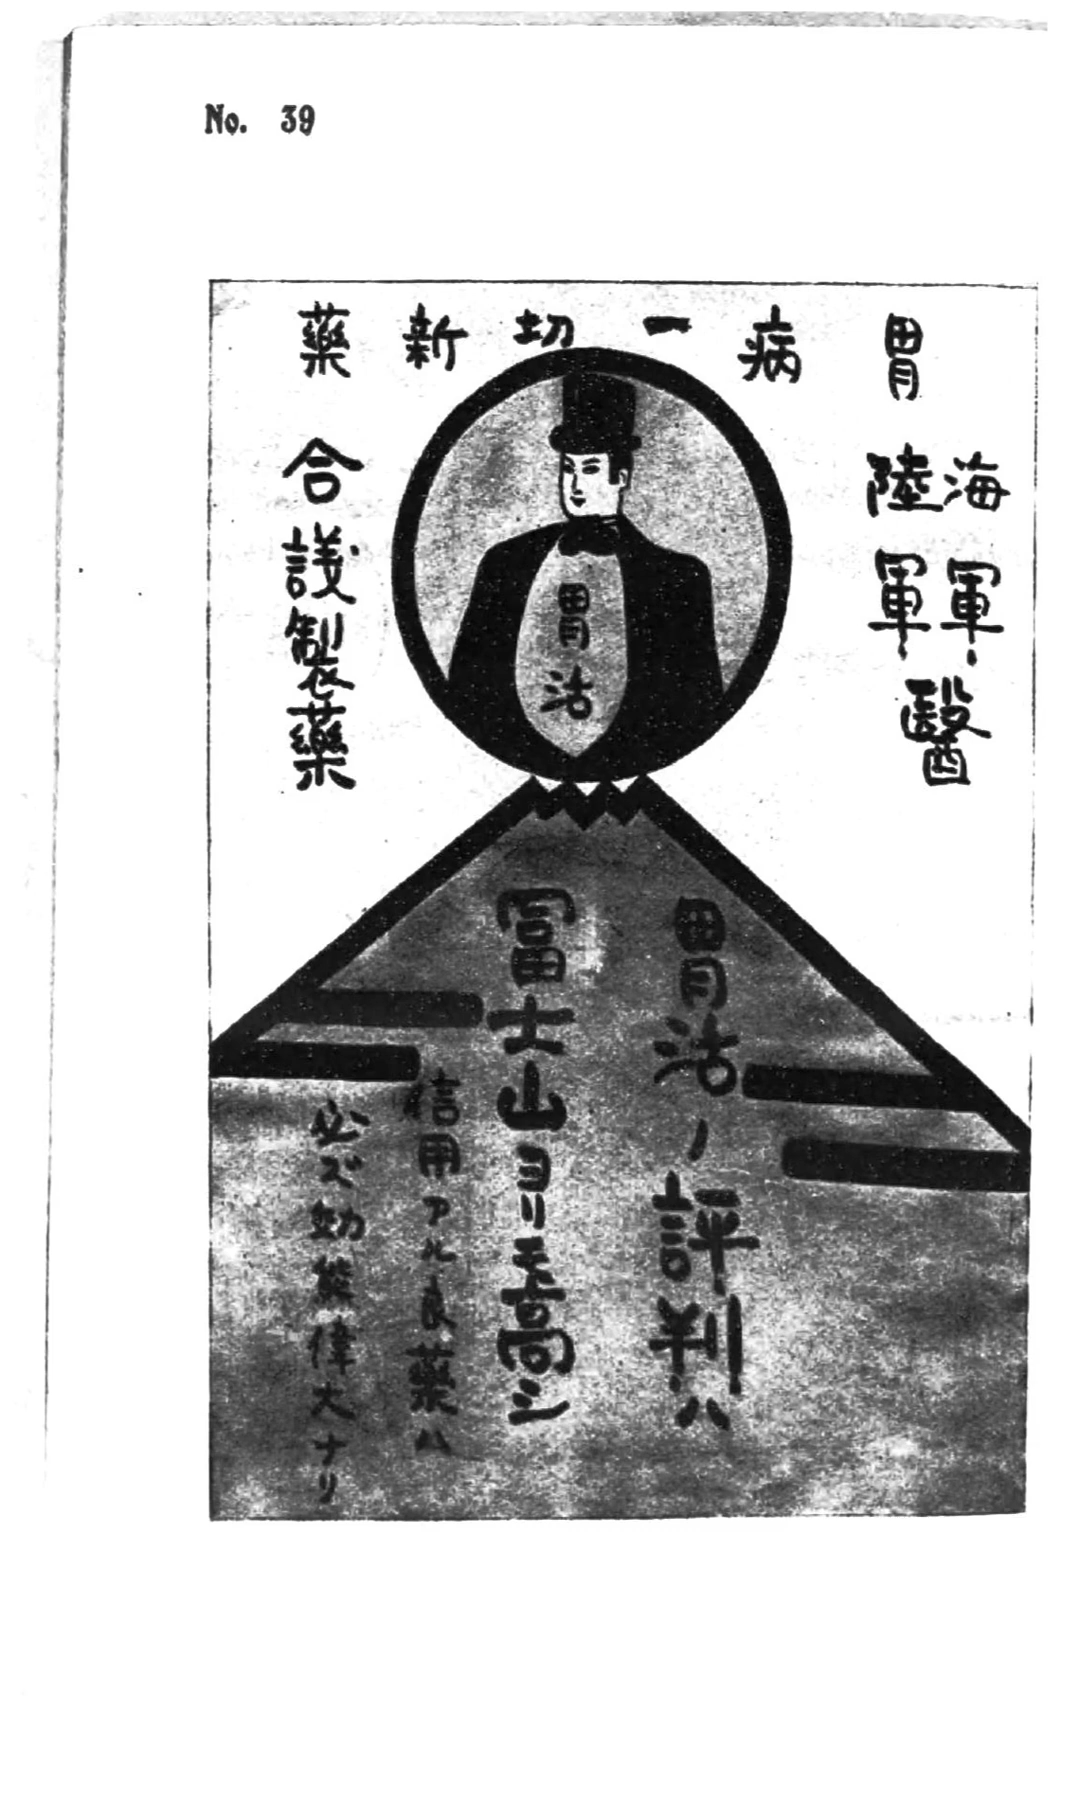 No. 39
胃病一切新薬
海軍、
陸軍、
醫
合議製薬
胃活
胃活ノ評判ハ
富士山ヨリ高シ
信用アル良薬ハ
必ズ効能偉大ナリ